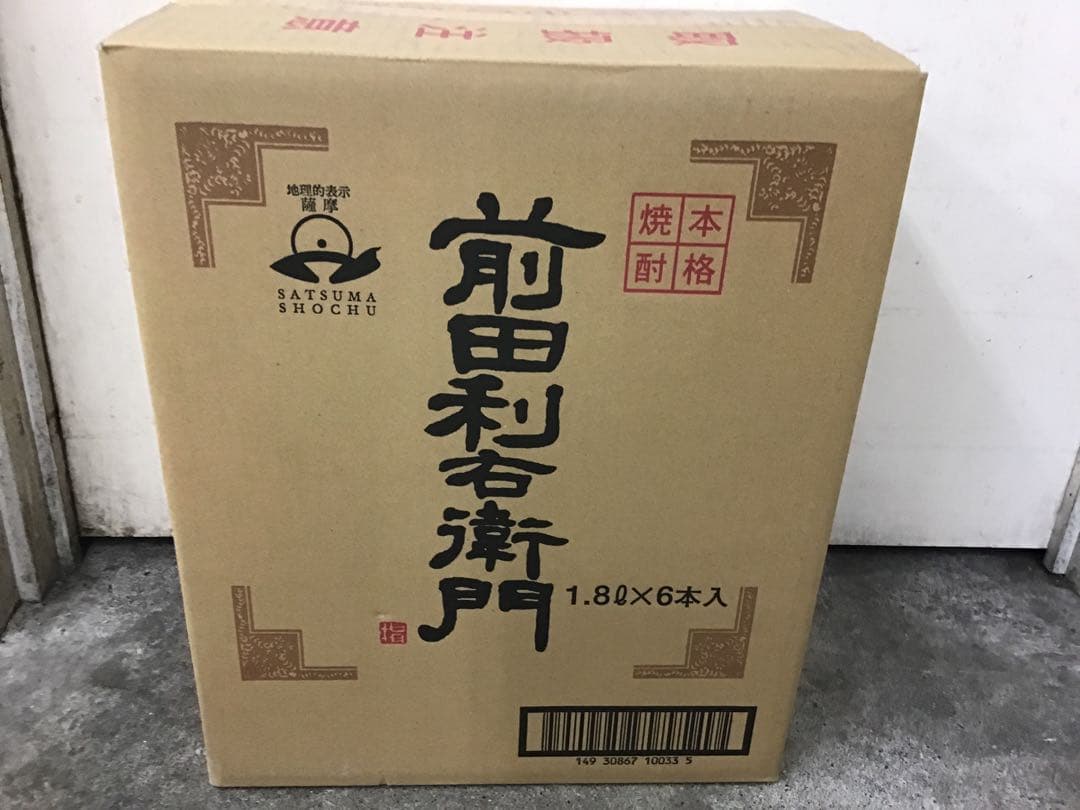 地理的表示
薩摩
SATSUMA
SHOCHU
前田利右衛門
本格
焼酎
1.8ℓ×6本入
指
149 30867 10033 5